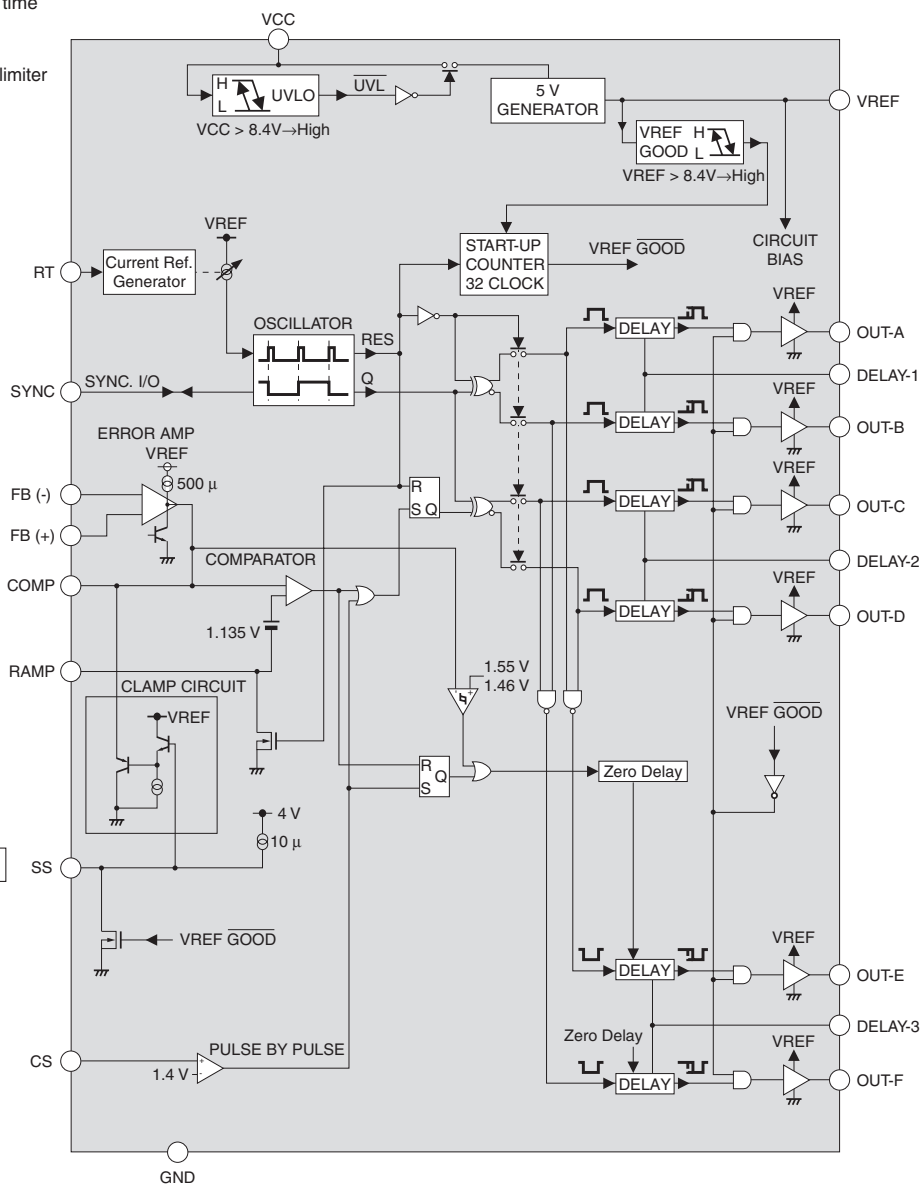 time
limiter
VCC
H
L
UVLO
UVL
VCC > 8.4V→High
5 V
GENERATOR
VREF
VREF
GOOD
H
L
VREF > 8.4V→High
CIRCUIT
BIAS
START-UP
COUNTER
32 CLOCK
VREF GOOD
RT
Current Ref.
Generator
VREF
OSCILLATOR
RES
Q
SYNC
SYNC. I/O
ERROR AMP
VREF
500 μ
FB (-)
FB (+)
COMP
COMPARATOR
1.135 V
RAMP
R
S Q
1.55 V
1.46 V
CLAMP CIRCUIT
VREF
R
Q
S
Zero Delay
4 V
10 μ
SS
VREF GOOD
CS
1.4 V
+
-
PULSE BY PULSE
GND
DELAY
VREF
OUT-A
DELAY-1
DELAY
VREF
OUT-B
DELAY
VREF
OUT-C
DELAY-2
DELAY
VREF
OUT-D
VREF GOOD
DELAY
VREF
OUT-E
DELAY-3
Zero Delay
DELAY
VREF
OUT-F